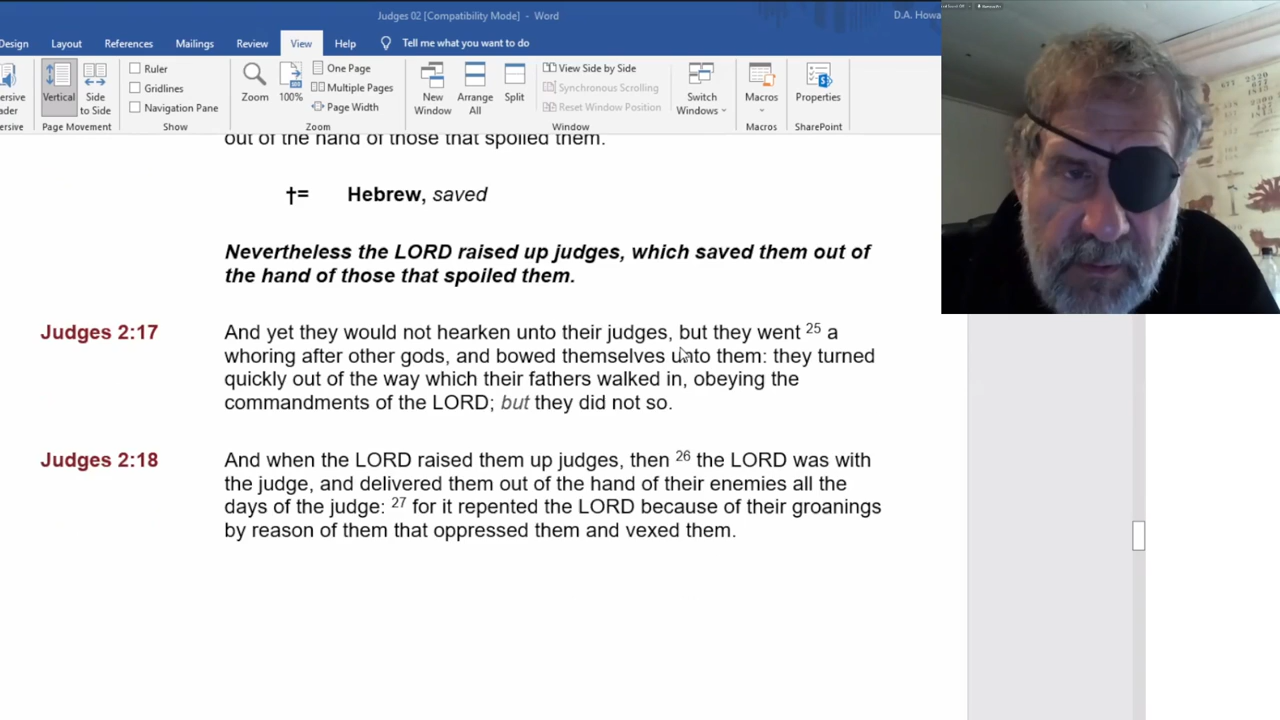 Judges 02 [Compatibility Mode] - Word
D.A. Howa
Design Layout References Mailings Review View Help Tell me what you want to do
Vertical
Side to Side
Page Movement
Ruler
Gridlines
Navigation Pane
Show
Zoom
100%
One Page
Multiple Pages
Page Width
Zoom
New Window
Arrange All
Split
View Side by Side
Synchronous Scrolling
Reset Window Position
Window
Switch Windows
Macros
Macros
Properties
SharePoint
out of the hand of those that spoiled them.
†= Hebrew, saved
Nevertheless the LORD raised up judges, which saved them out of
the hand of those that spoiled them.
Judges 2:17 And yet they would not hearken unto their judges, but they went 25 a
whoring after other gods, and bowed themselves unto them: they turned
quickly out of the way which their fathers walked in, obeying the
commandments of the LORD; but they did not so.
Judges 2:18 And when the LORD raised them up judges, then 26 the LORD was with
the judge, and delivered them out of the hand of their enemies all the
days of the judge: 27 for it repented the LORD because of their groanings
by reason of them that oppressed them and vexed them.